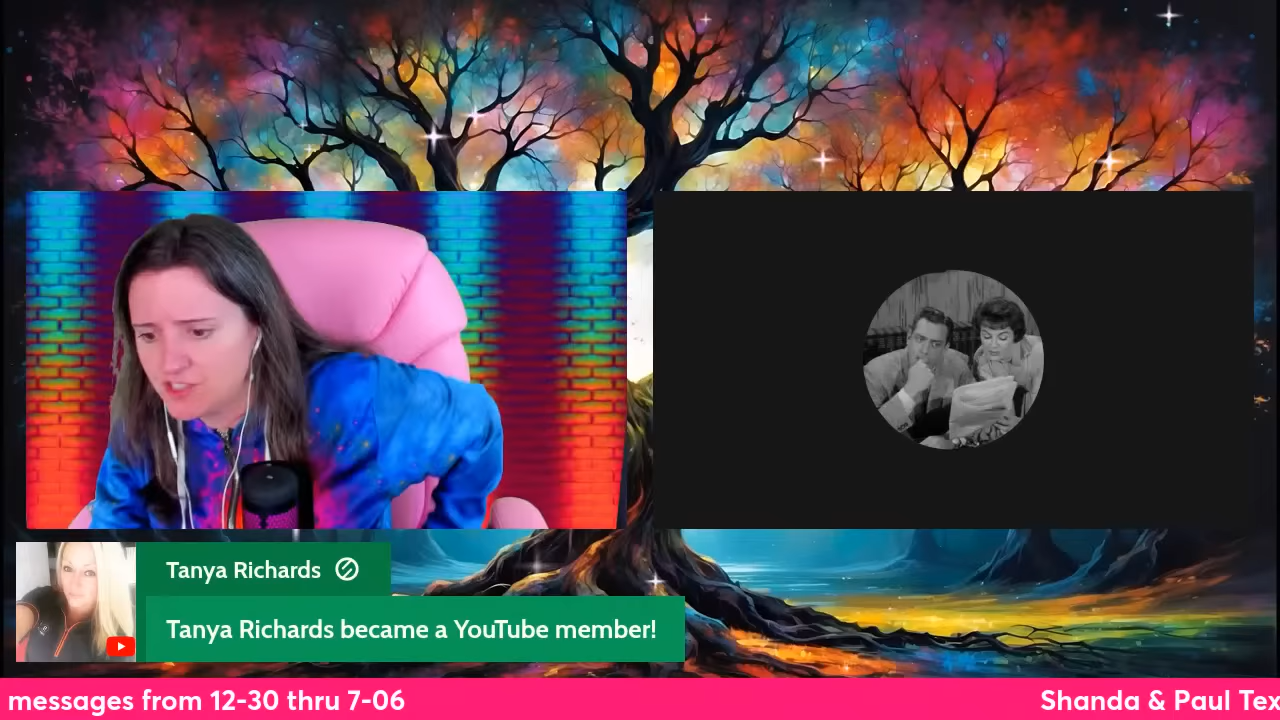 Tanya Richards
Tanya Richards became a YouTube member!
messages from 12-30 thru 7-06
Shanda & Paul Tex